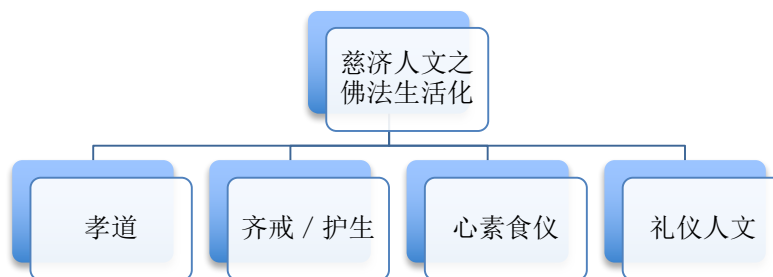 慈济人文之
佛法生活化
孝道
齐戒 / 护生
心素食仪
礼仪人文